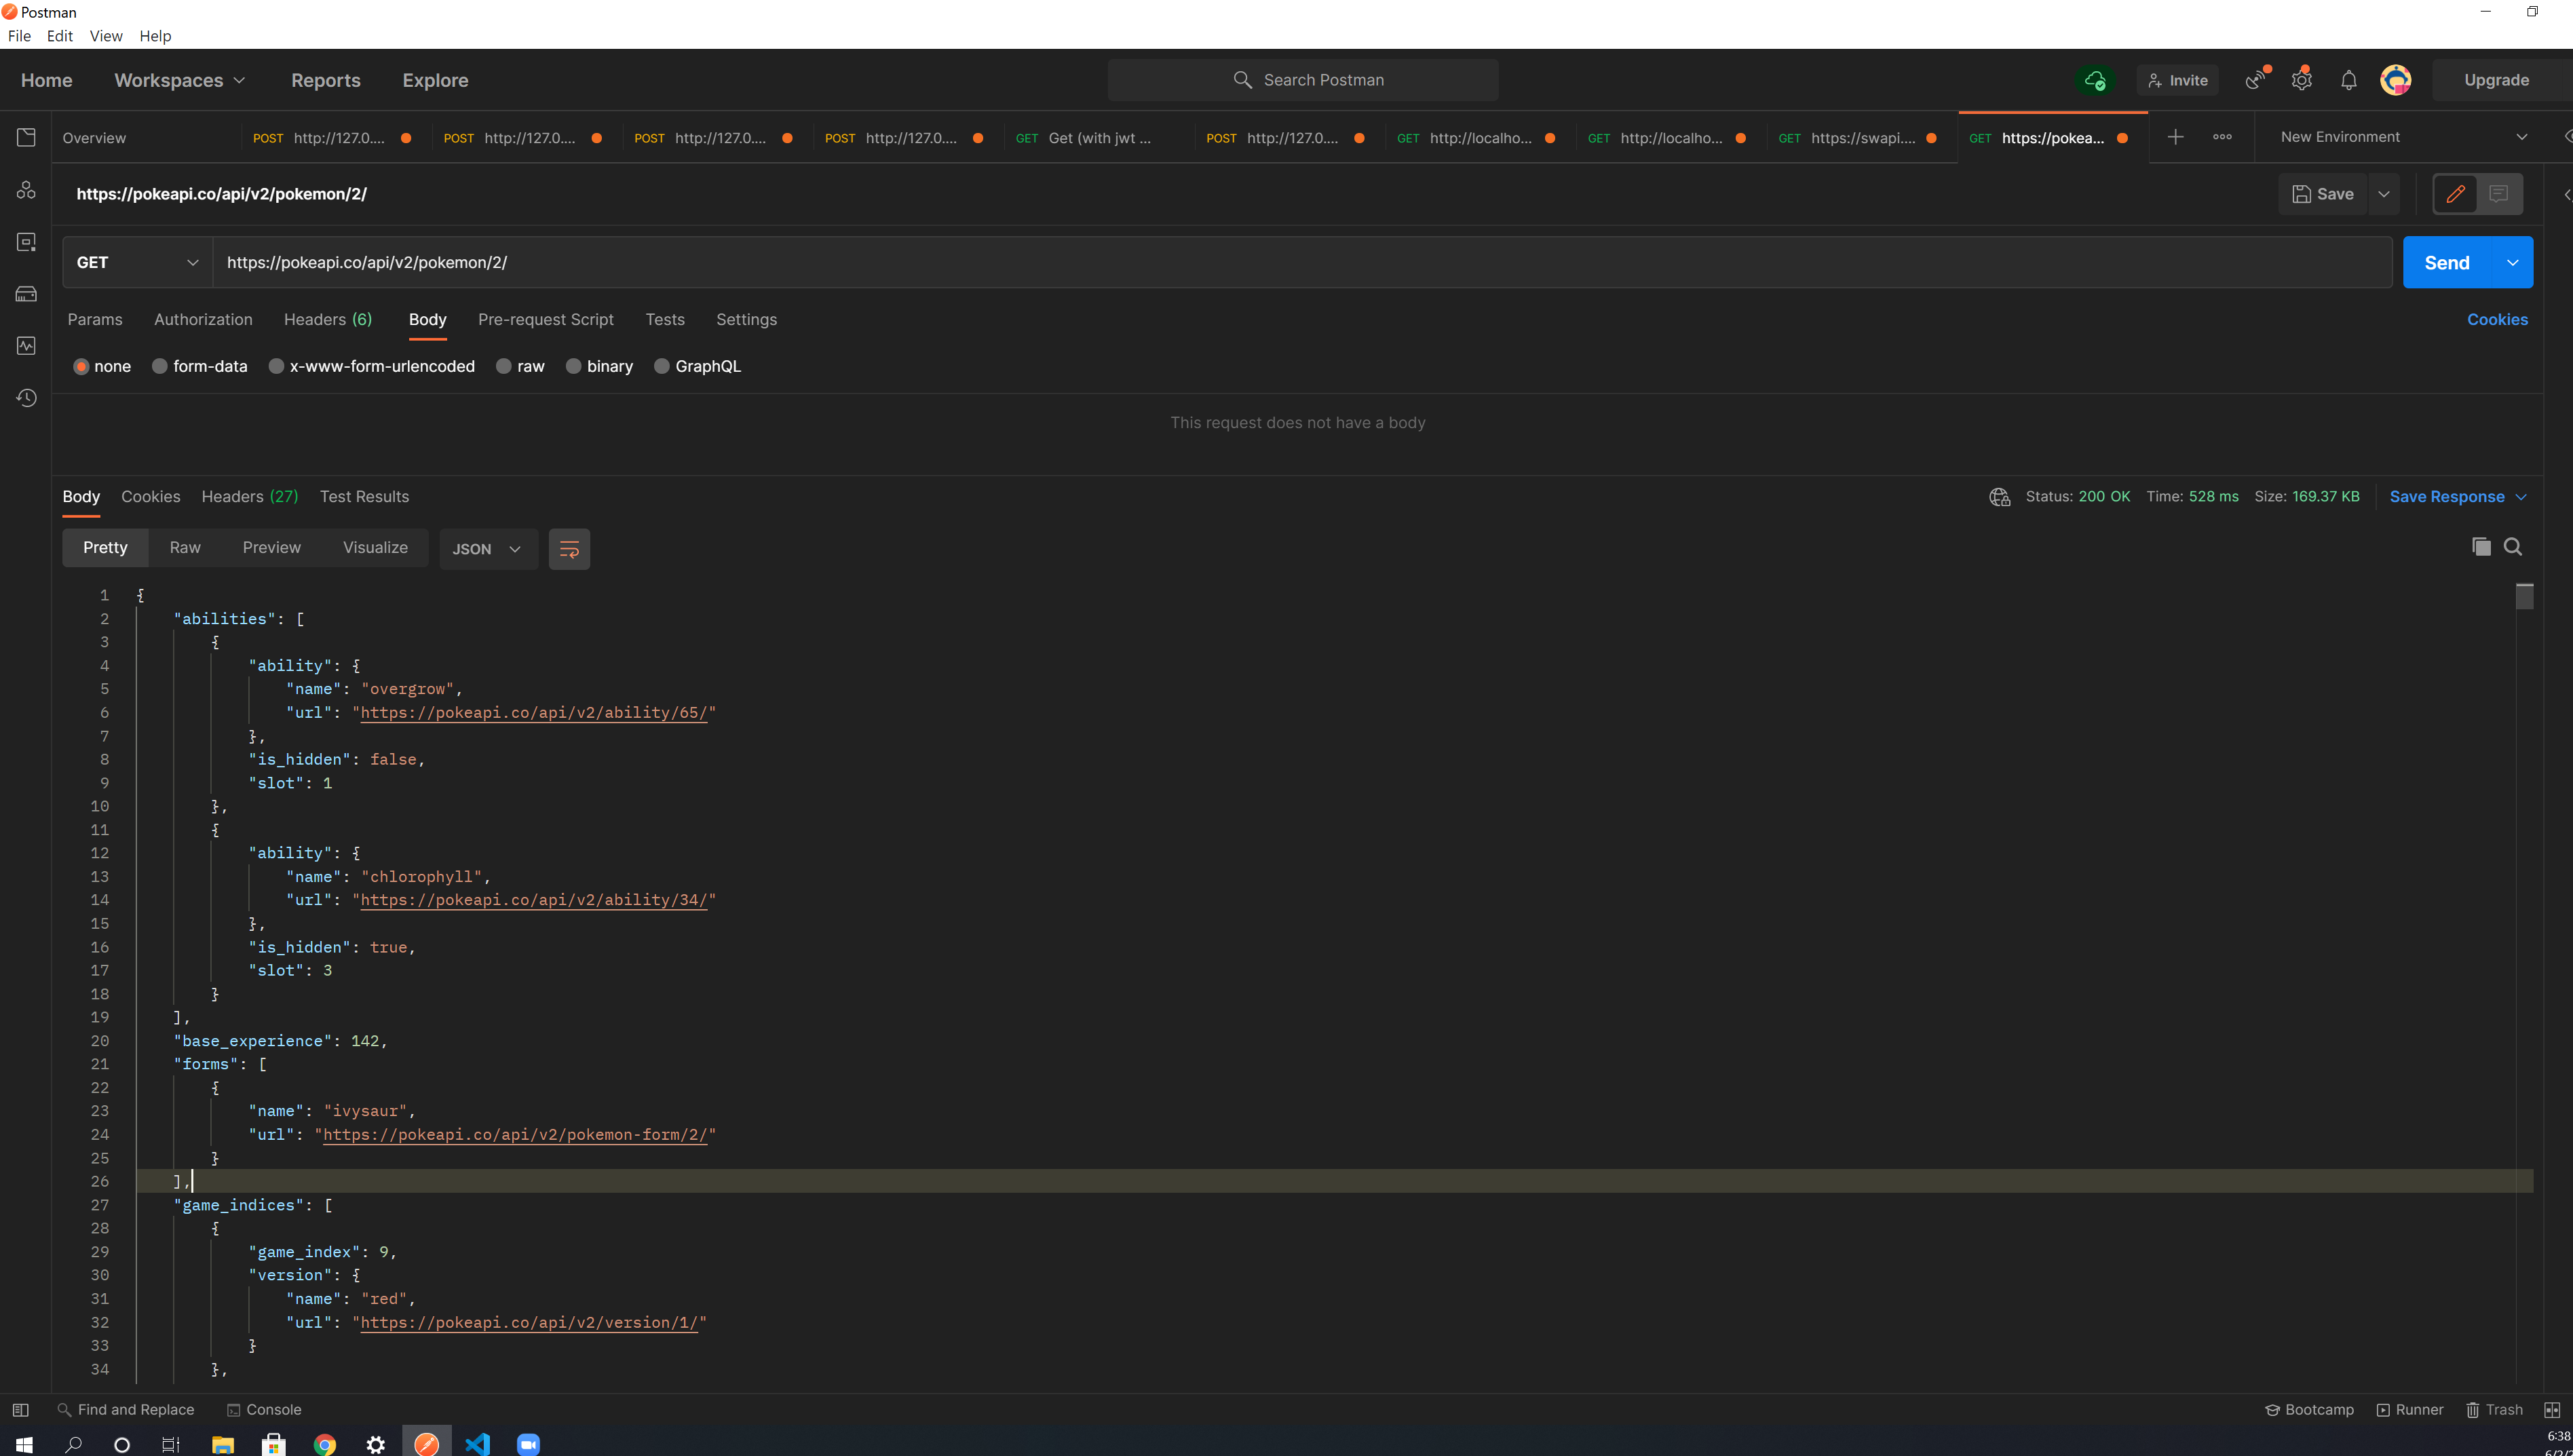 Postman
File Edit View Help
Home Workspaces Reports Explore Search Postman Invite Upgrade
Overview POST http://127.0.... POST http://127.0.... POST http://127.0.... POST http://127.0.... GET Get (with jwt ... POST http://127.0.... GET http://localho... GET http://localho... GET https://swapi.... GET https://pokea... New Environment
https://pokeapi.co/api/v2/pokemon/2/ Save
GET https://pokeapi.co/api/v2/pokemon/2/ Send
Params Authorization Headers (6) Body Pre-request Script Tests Settings Cookies
none form-data x-www-form-urlencoded raw binary GraphQL
This request does not have a body
Body Cookies Headers (27) Test Results Status: 200 OK Time: 528 ms Size: 169.37 KB Save Response
Pretty Raw Preview Visualize JSON
1 {
2 "abilities": [
3 {
4 "ability": {
5 "name": "overgrow",
6 "url": "https://pokeapi.co/api/v2/ability/65/"
7 },
8 "is_hidden": false,
9 "slot": 1
10 },
11 {
12 "ability": {
13 "name": "chlorophyll",
14 "url": "https://pokeapi.co/api/v2/ability/34/"
15 },
16 "is_hidden": true,
17 "slot": 3
18 }
19 ],
20 "base_experience": 142,
21 "forms": [
22 {
23 "name": "ivysaur",
24 "url": "https://pokeapi.co/api/v2/pokemon-form/2/"
25 }
26 ],
27 "game_indices": [
28 {
29 "game_index": 9,
30 "version": {
31 "name": "red",
32 "url": "https://pokeapi.co/api/v2/version/1/"
33 }
34 },
Find and Replace Console Bootcamp Runner Trash
6:38